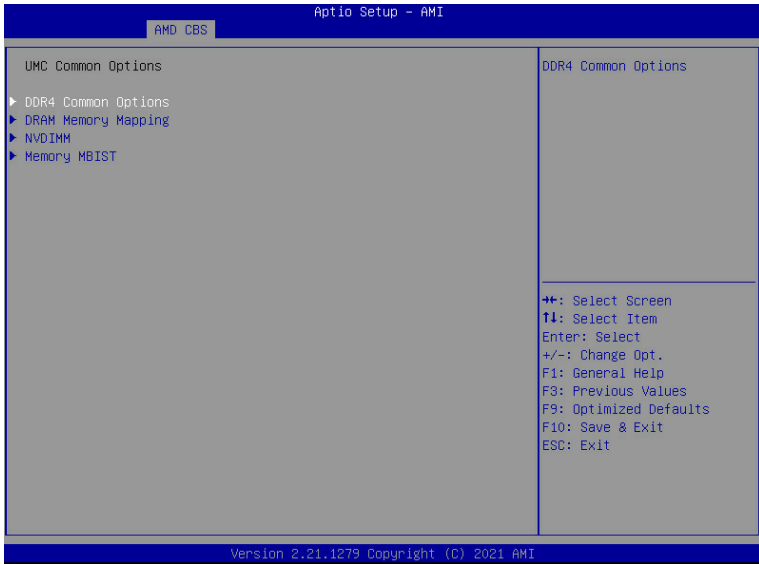 Aptio Setup - AMI
AMD CBS
UMC Common Options
DDR4 Common Options
DRAM Memory Mapping
NVDIMM
Memory MBIST
DDR4 Common Options
→←: Select Screen
↑↓: Select Item
Enter: Select
+/-: Change Opt.
F1: General Help
F3: Previous Values
F9: Optimized Defaults
F10: Save & Exit
ESC: Exit
Version 2.21.1279 Copyright (C) 2021 AMI